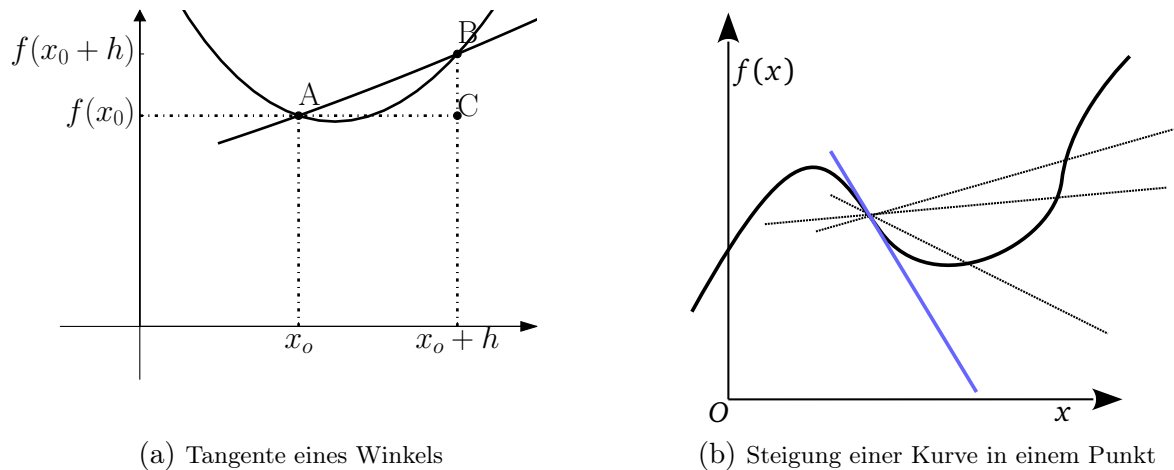 f(x₀ + h)
B
A
f(x₀)
C
xₒ
xₒ + h
(a) Tangente eines Winkels
f(x)
O
x
(b) Steigung einer Kurve in einem Punkt